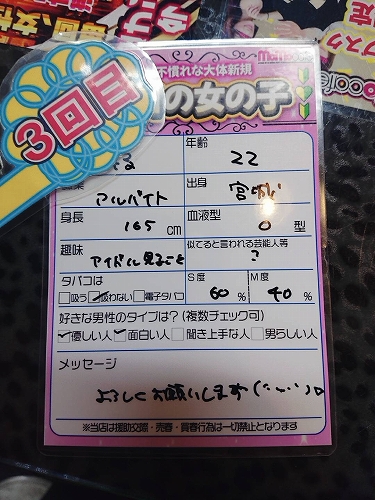 3回目
不慣れな大体新規
の女の子
年齢
22
アルバイト
出身
宮城
身長
165 cm
血液型
O 型
趣味
アイドル見ること
似てると言われる芸能人等
?
タバコは
吸う 吸わない 電子タバコ
S度
60 %
M度
40 %
好きな男性のタイプは?(複数チェック可)
優しい人 面白い人 聞き上手な人 男らしい人
メッセージ
よろしくお願いします
※当店は援助交際・売春・買春行為は一切禁止となります